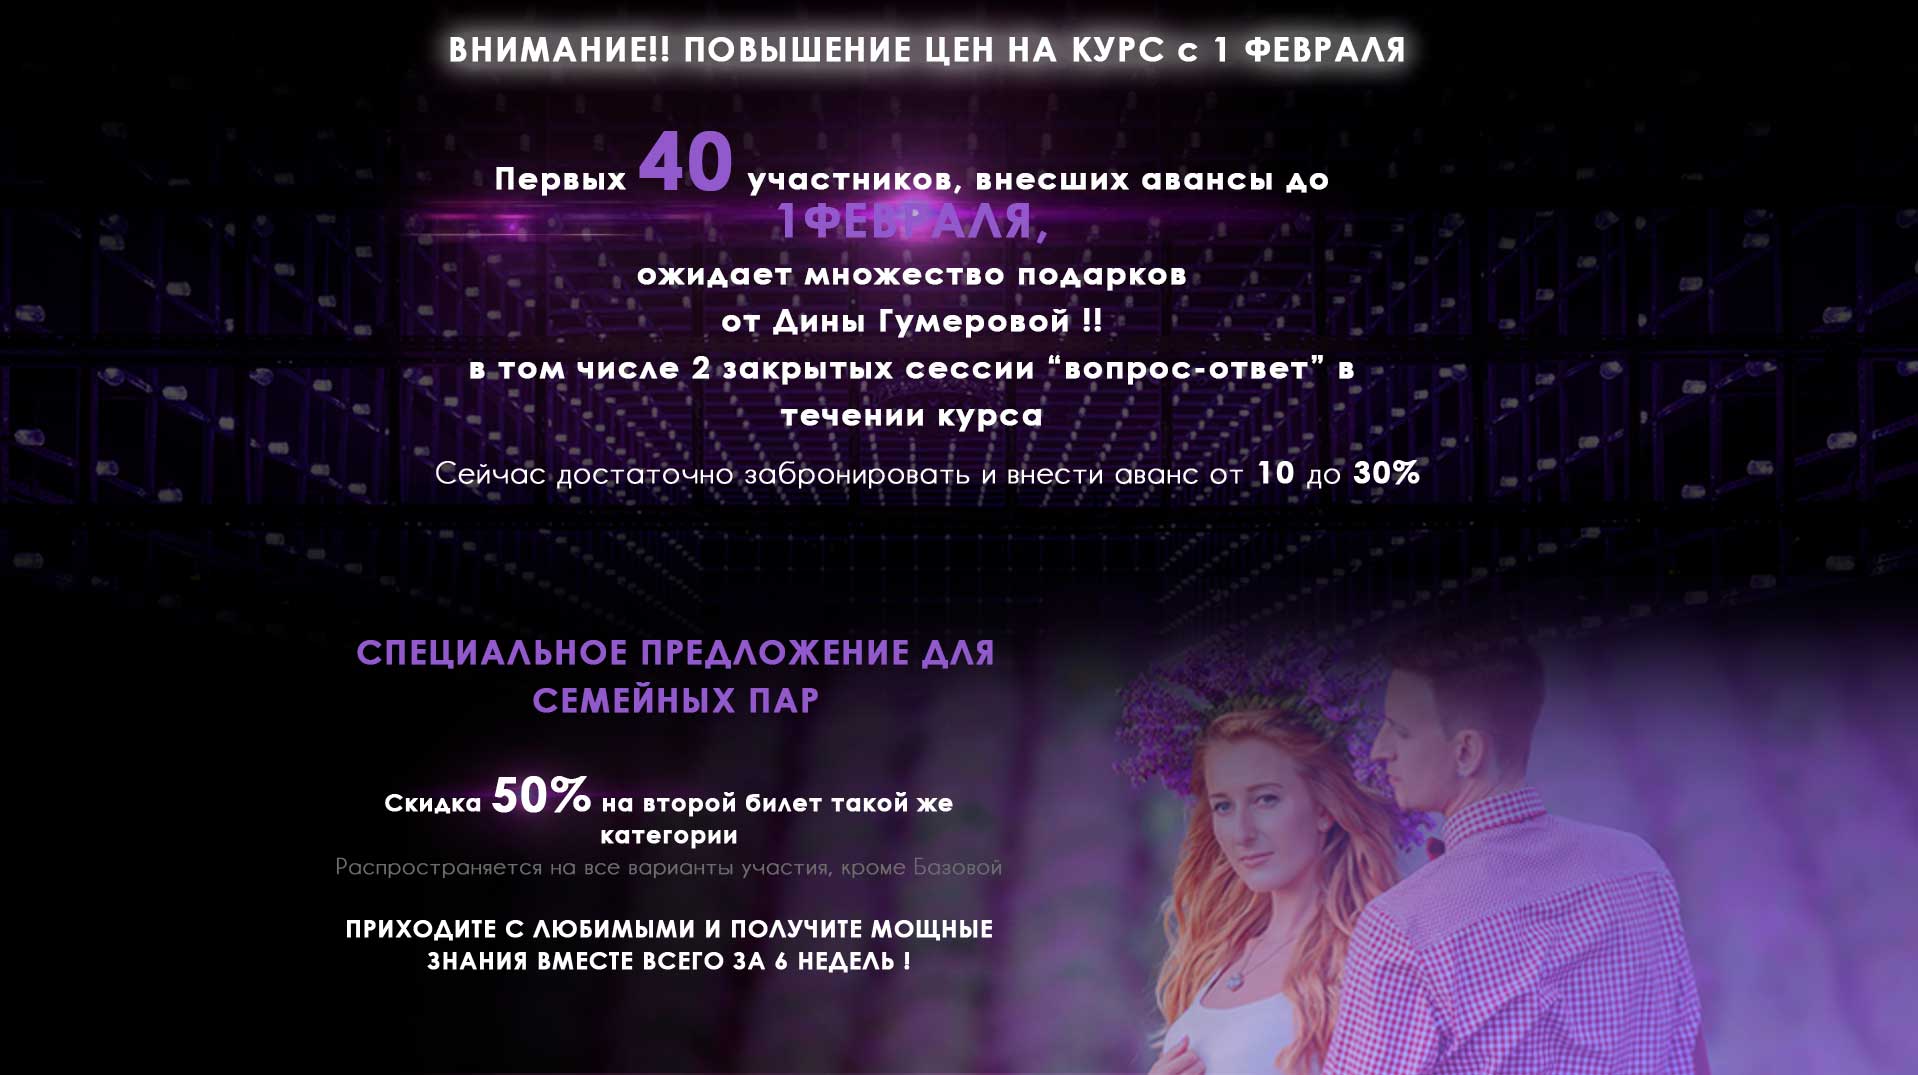 ВНИМАНИЕ!! ПОВЫШЕНИЕ ЦЕН НА КУРС с 1 ФЕВРАЛЯ
Первых 40 участников, внесших авансы до
1ФЕВРАЛЯ,
ожидает множество подарков
от Дины Гумеровой !!
в том числе 2 закрытых сессии “вопрос-ответ” в
течении курса
Сейчас достаточно забронировать и внести аванс от 10 до 30%
СПЕЦИАЛЬНОЕ ПРЕДЛОЖЕНИЕ ДЛЯ
СЕМЕЙНЫХ ПАР
Скидка 50% на второй билет такой же
категории
Распространяется на все варианты участия, кроме Базовой
ПРИХОДИТЕ С ЛЮБИМЫМИ И ПОЛУЧИТЕ МОЩНЫЕ
ЗНАНИЯ ВМЕСТЕ ВСЕГО ЗА 6 НЕДЕЛЬ !